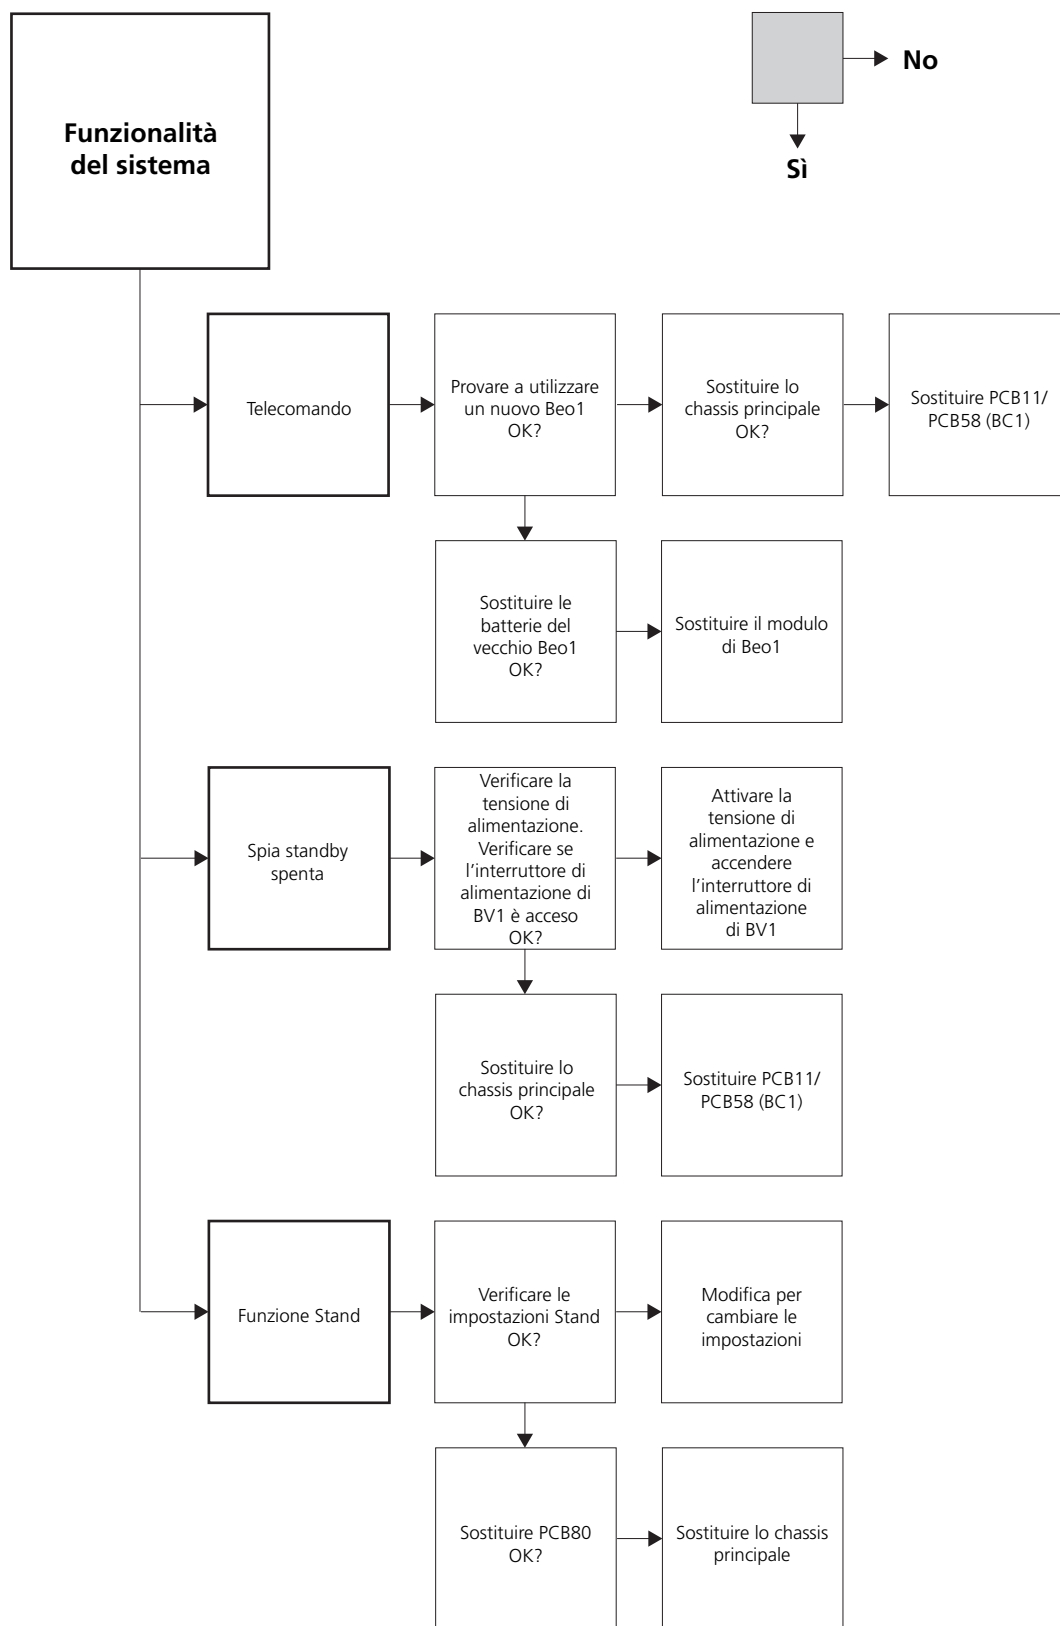 Funzionalità
del sistema
No
Sì
Telecomando
Provare a utilizzare
un nuovo Beo1
OK?
Sostituire lo
chassis principale
OK?
Sostituire PCB11/
PCB58 (BC1)
Sostituire le
batterie del
vecchio Beo1
OK?
Sostituire il modulo
di Beo1
Spia standby
spenta
Verificare la
tensione di
alimentazione.
Verificare se
l’interruttore di
alimentazione di
BV1 è acceso
OK?
Attivare la
tensione di
alimentazione e
accendere
l’interruttore di
alimentazione
di BV1
Sostituire lo
chassis principale
OK?
Sostituire PCB11/
PCB58 (BC1)
Funzione Stand
Verificare le
impostazioni Stand
OK?
Modifica per
cambiare le
impostazioni
Sostituire PCB80
OK?
Sostituire lo chassis
principale